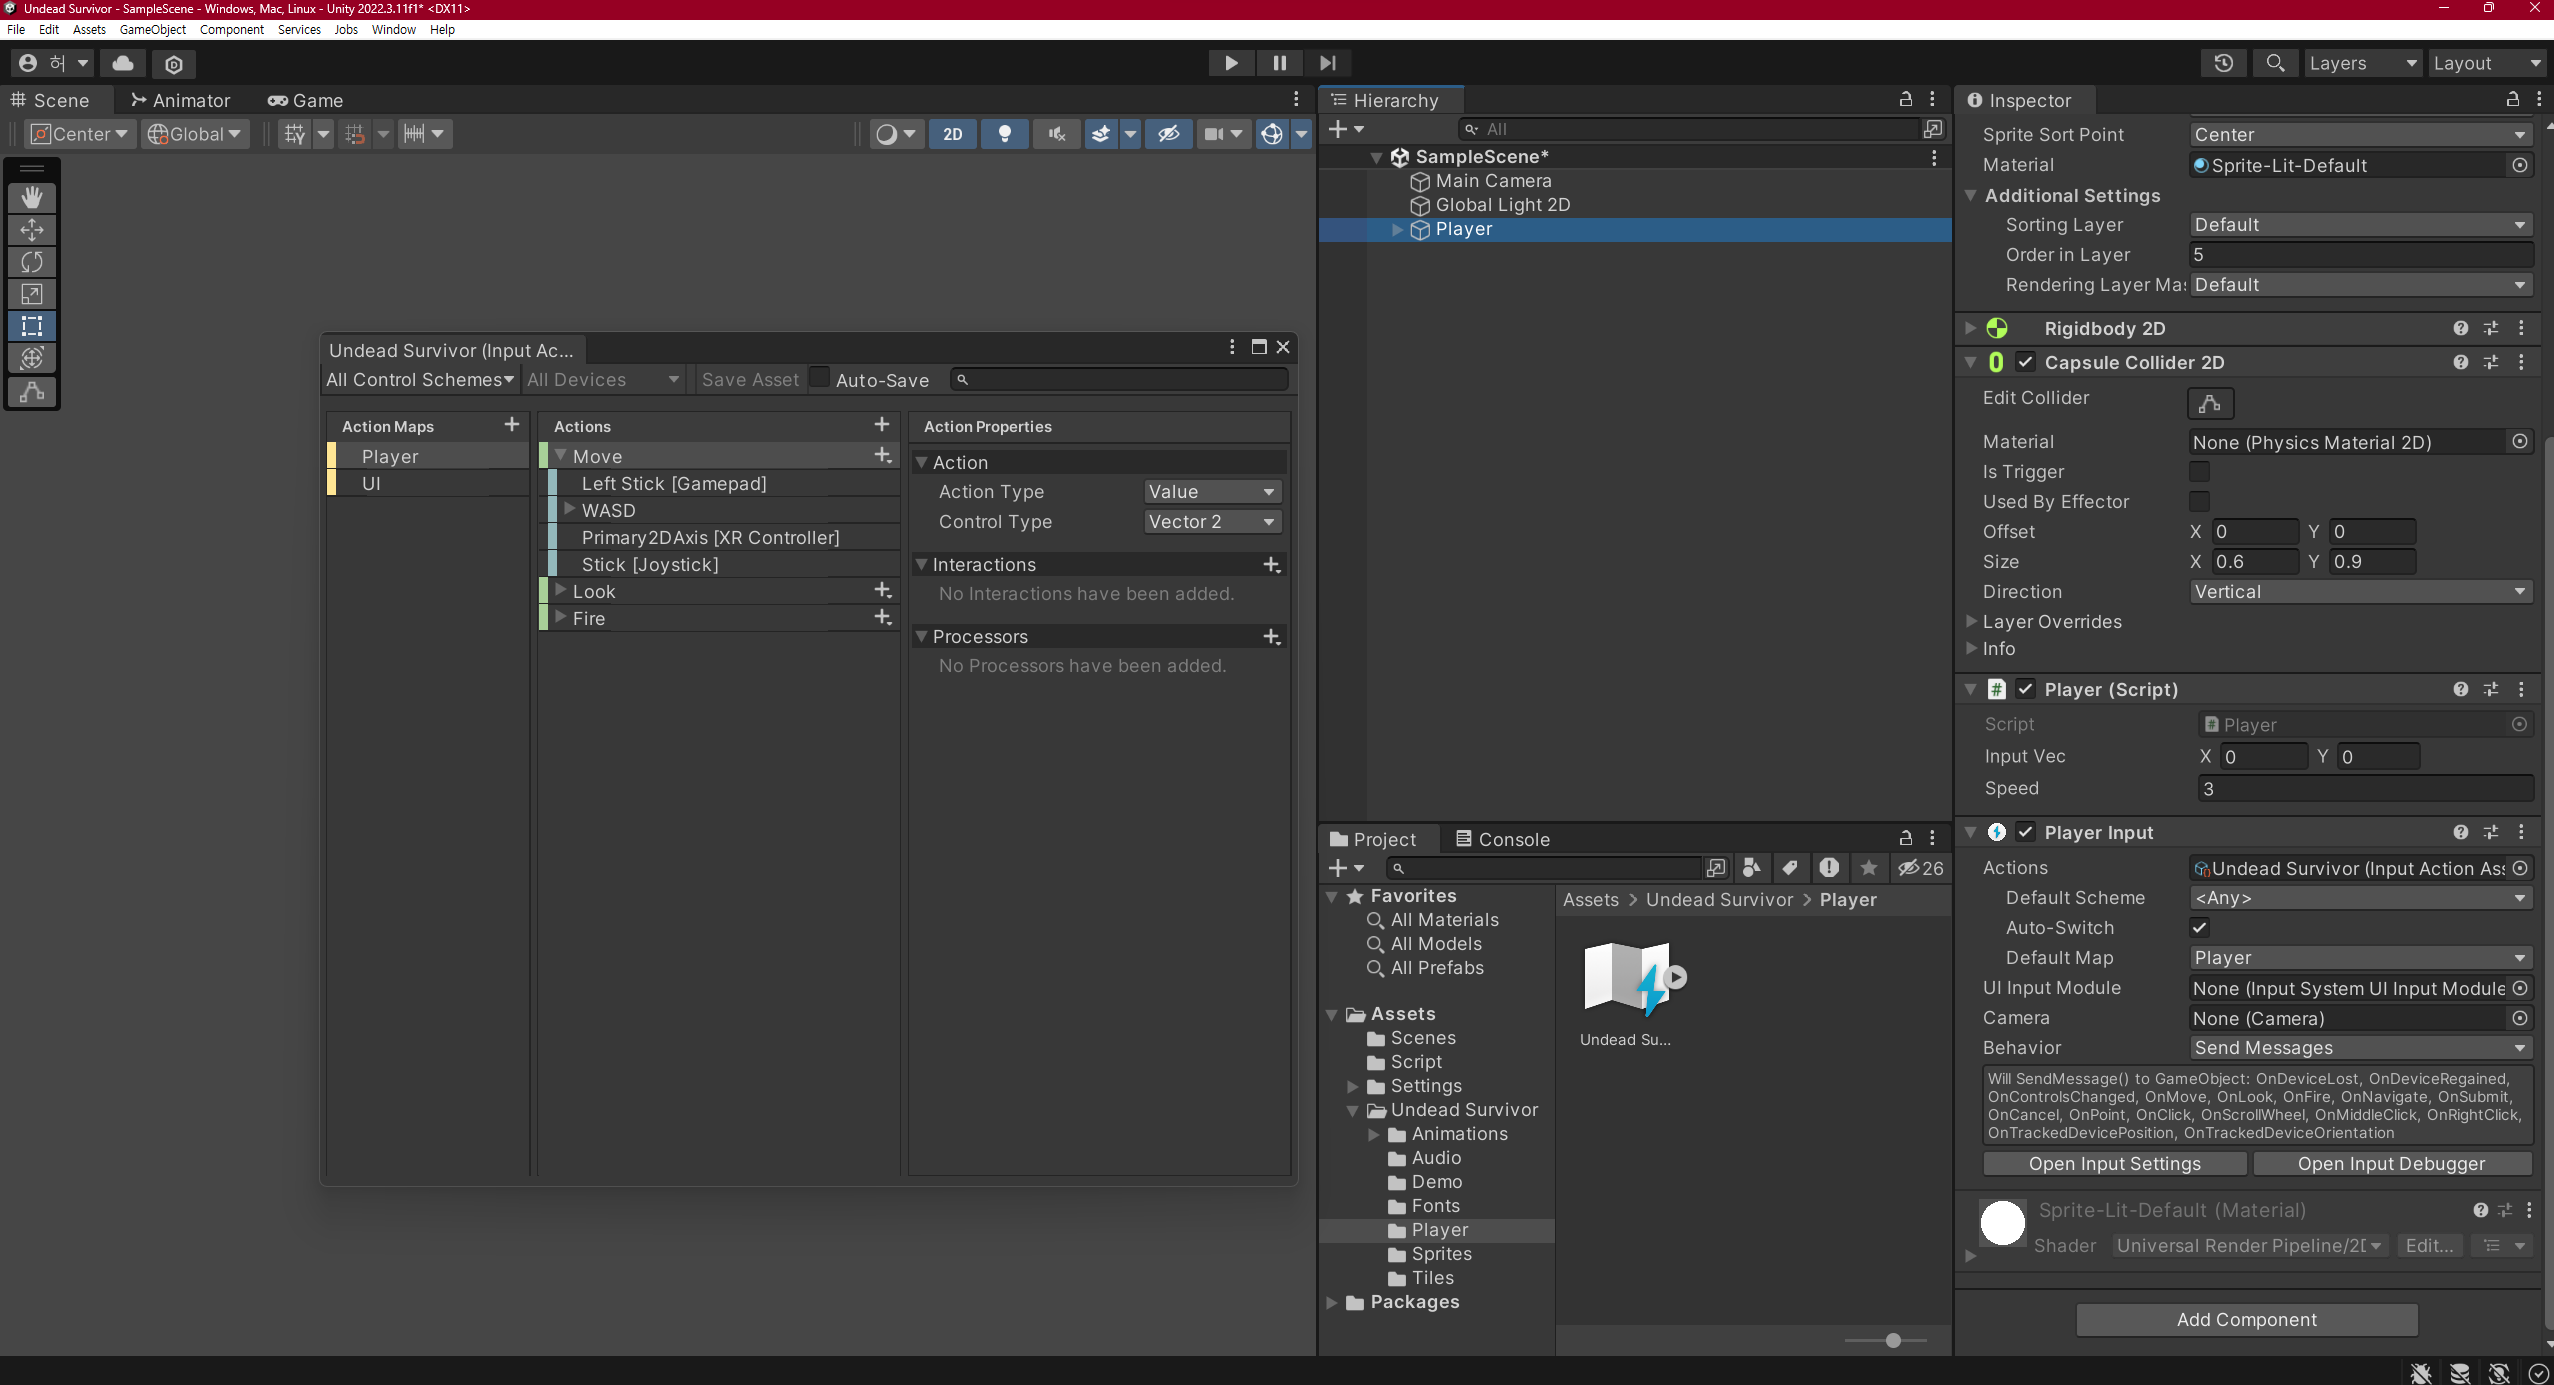 Undead Survivor - SampleScene - Windows, Mac, Linux - Unity 2022.3.11f1* <DX11>
File Edit Assets GameObject Component Services Jobs Window Help
허
Layers
Layout
Scene
Animator
Game
Center
Global
2D
Undead Survivor (Input Ac...
All Control Schemes
All Devices
Save Asset
Auto-Save
Action Maps
Player
UI
Actions
Move
Left Stick [Gamepad]
WASD
Primary2DAxis [XR Controller]
Stick [Joystick]
Look
Fire
Action Properties
Action
Action Type Value
Control Type Vector 2
Interactions
No Interactions have been added.
Processors
No Processors have been added.
Hierarchy
All
SampleScene*
Main Camera
Global Light 2D
Player
Project
Console
26
Favorites
All Materials
All Models
All Prefabs
Assets
Scenes
Script
Settings
Undead Survivor
Animations
Audio
Demo
Fonts
Player
Sprites
Tiles
Packages
Assets > Undead Survivor > Player
Undead Su...
Inspector
Sprite Sort Point Center
Material Sprite-Lit-Default
Additional Settings
Sorting Layer Default
Order in Layer 5
Rendering Layer Mas Default
Rigidbody 2D
Capsule Collider 2D
Edit Collider
Material None (Physics Material 2D)
Is Trigger
Used By Effector
Offset X 0 Y 0
Size X 0.6 Y 0.9
Direction Vertical
Layer Overrides
Info
Player (Script)
Script Player
Input Vec X 0 Y 0
Speed 3
Player Input
Actions Undead Survivor (Input Action Ass
Default Scheme <Any>
Auto-Switch
Default Map Player
UI Input Module None (Input System UI Input Module
Camera None (Camera)
Behavior Send Messages
Will SendMessage() to GameObject: OnDeviceLost, OnDeviceRegained,
OnControlsChanged, OnMove, OnLook, OnFire, OnNavigate, OnSubmit,
OnCancel, OnPoint, OnClick, OnScrollWheel, OnMiddleClick, OnRightClick,
OnTrackedDevicePosition, OnTrackedDeviceOrientation
Open Input Settings
Open Input Debugger
Sprite-Lit-Default (Material)
Shader Universal Render Pipeline/2D Edit...
Add Component